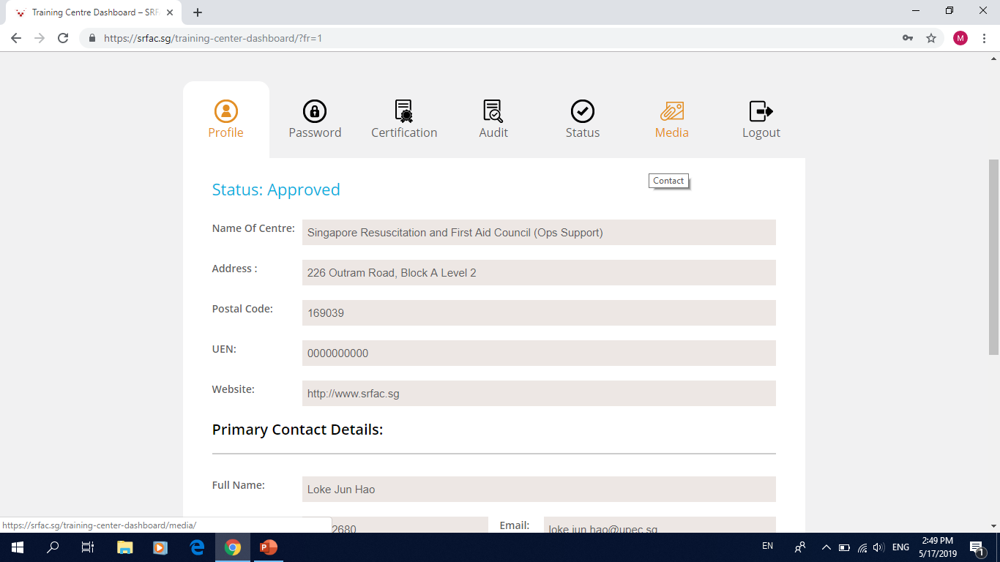 Training Centre Dashboard – SRF
https://srfac.sg/training-center-dashboard/?fr=1
M
Profile
Password
Certification
Audit
Status
Media
Logout
Contact
Status: Approved
Name Of Centre:
Singapore Resuscitation and First Aid Council (Ops Support)
Address :
226 Outram Road, Block A Level 2
Postal Code:
169039
UEN:
0000000000
Website:
http://www.srfac.sg
Primary Contact Details:
Full Name:
Loke Jun Hao
2680
Email:
loke.jun.hao@upec.sg
https://srfac.sg/training-center-dashboard/media/
EN
ENG
2:49 PM
5/17/2019
1